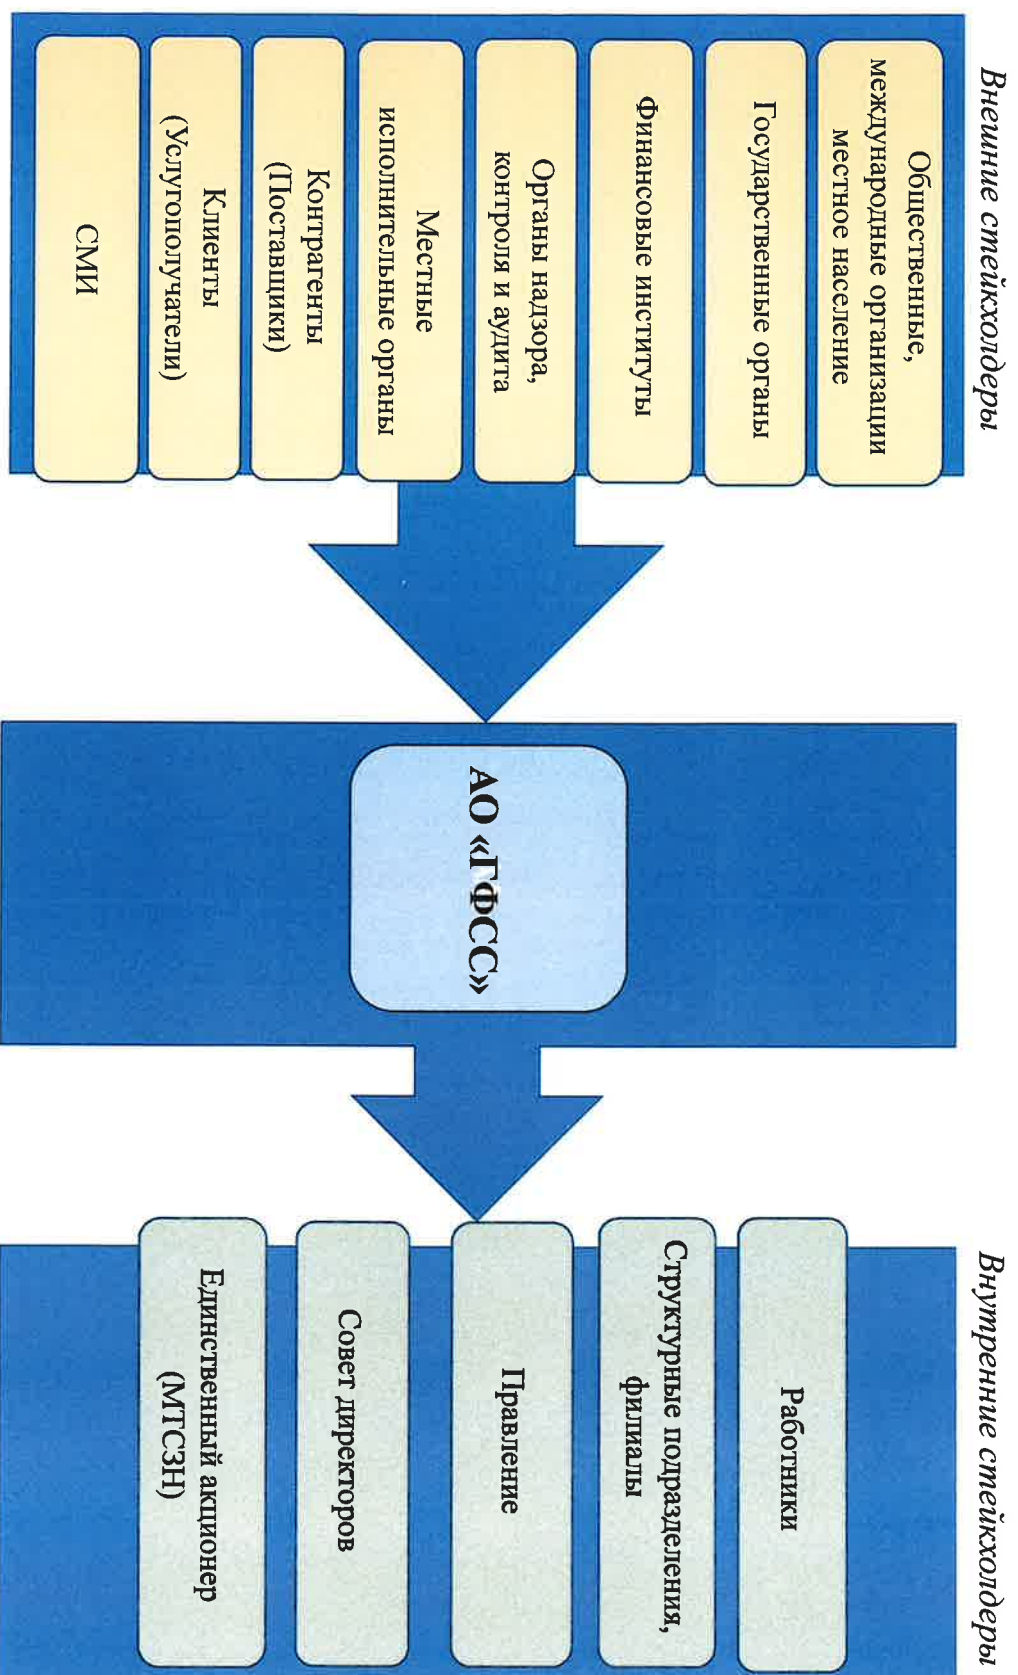 Внешние стейкхолдеры
Общественные,
международные организации
местное население
Государственные органы
Финансовые институты
Органы надзора,
контроля и аудита
Местные
исполнительные органы
Контрагенты
(Поставщики)
Клиенты
(Услугополучатели)
СМИ
АО «ГФСС»
Внутренние стейкхолдеры
Работники
Структурные подразделения,
филиалы
Правление
Совет директоров
Единственный акционер
(МТСЗН)